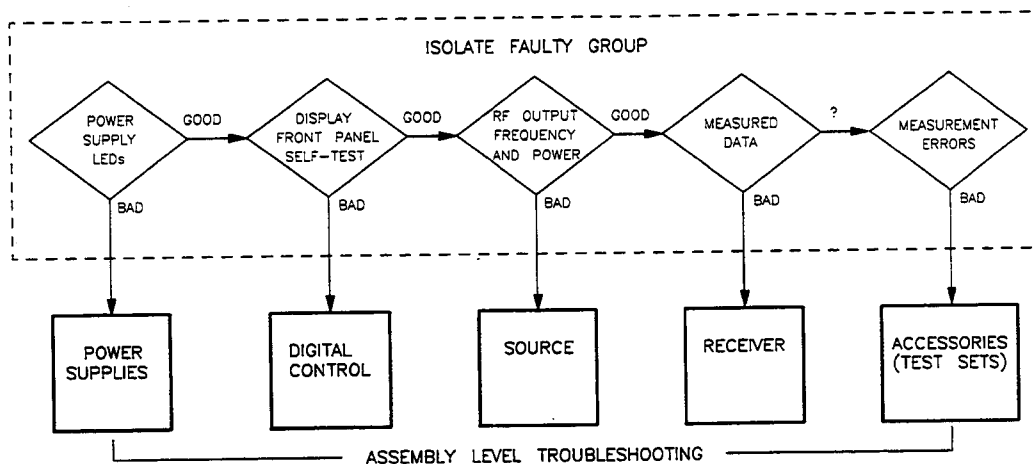 ISOLATE FAULTY GROUP
POWER
SUPPLY
LEDs
GOOD
DISPLAY
FRONT PANEL
SELF-TEST
GOOD
RF OUTPUT
FREQUENCY
AND POWER
GOOD
MEASURED
DATA
?
MEASUREMENT
ERRORS
BAD
BAD
BAD
BAD
BAD
POWER
SUPPLIES
DIGITAL
CONTROL
SOURCE
RECEIVER
ACCESSORIES
(TEST SETS)
ASSEMBLY LEVEL TROUBLESHOOTING